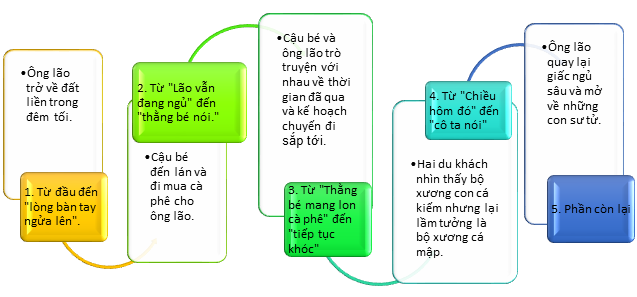 •Ông lão
trở về đất
liền trong
đêm tối.
1. Từ đầu đến
"lòng bàn tay
ngửa lên".
2. Từ "Lão vẫn
đang ngủ" đến
"thằng bé nói."
•Cậu bé
đến lán và
đi mua cà
phê cho
ông lão.
•Cậu bé và
ông lão trò
truyện với
nhau về thời
gian đã qua
và kế hoạch
chuyến đi
sắp tới.
3. Từ "Thằng
bé mang lon
cà phê" đến
"tiếp tục
khóc"
4. Từ "Chiều
hôm đó" đến
"cô ta nói"
•Hai du khách
nhìn thấy bộ
xương con cá
kiếm nhưng lại
lầm tưởng là
bộ xương cá
mập.
•Ông lão
quay lại
giấc ngủ
sâu và mở
về những
con sư tử.
5. Phần còn lại